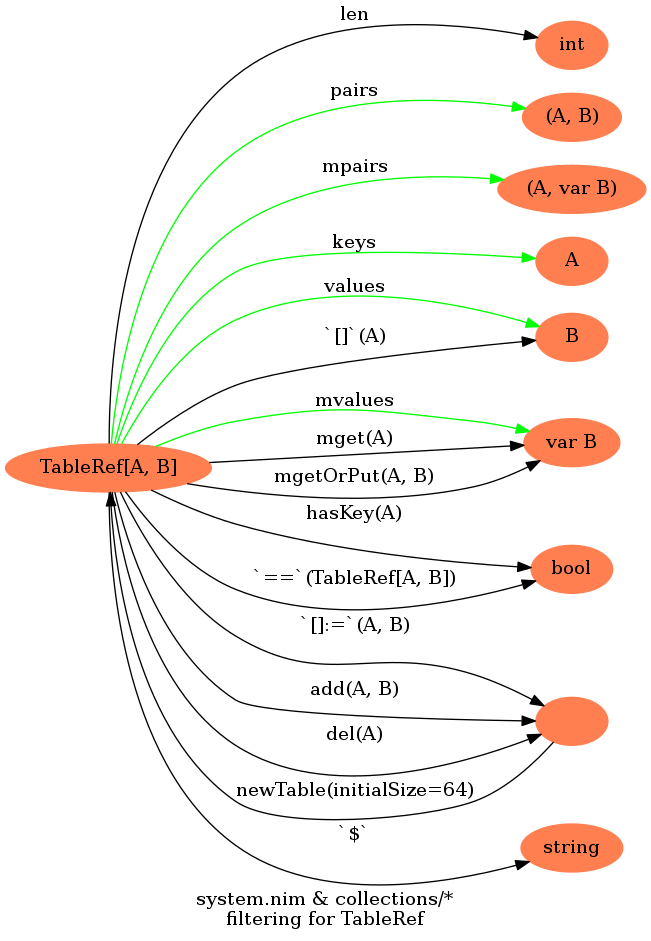 len
int
pairs
(A, B)
mpairs
(A, var B)
keys
A
values
B
`[]`(A)
mvalues
var B
mget(A)
TableRef[A, B]
mgetOrPut(A, B)
hasKey(A)
bool
`==`(TableRef[A, B])
`[]:=`(A, B)
add(A, B)
del(A)
newTable(initialSize=64)
`$`
string
system.nim & collections/*
filtering for TableRef